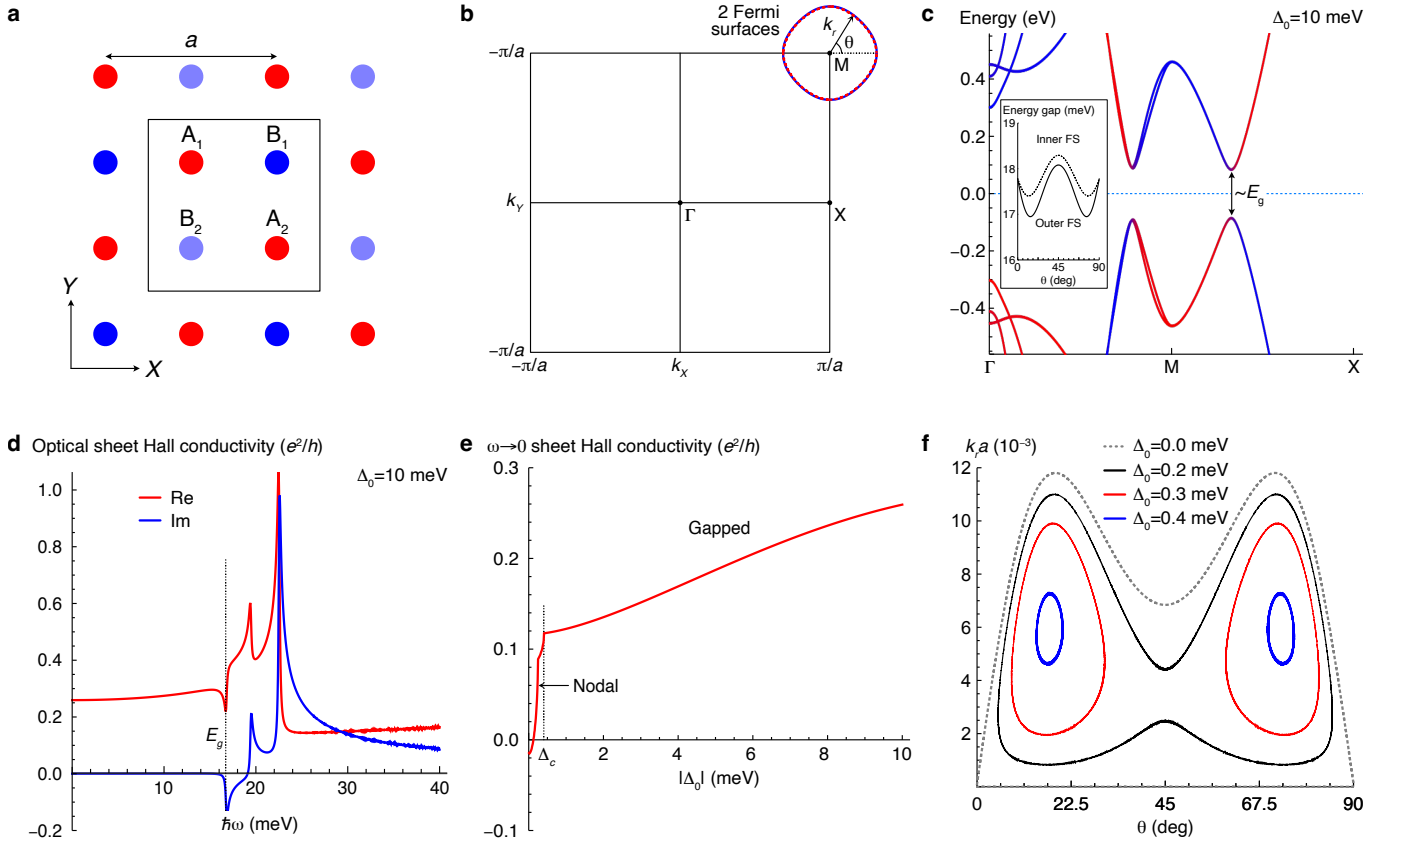 a
a
A1
B1
B2
A2
Y
X
b
2 Fermi
surfaces
kr
θ
M
−π/a
kY
Γ
X
−π/a
−π/a
kX
π/a
c
Energy (eV)
Δ0=10 meV
0.4
0.2
0.0
−0.2
−0.4
Energy gap (meV)
19
18
17
16
Inner FS
Outer FS
0
45
90
θ (deg)
~Eg
Γ
M
X
d
Optical sheet Hall conductivity (e²/h)
Δ0=10 meV
Re
Im
1.0
0.8
0.6
0.4
0.2
0.0
−0.2
Eg
10
20
30
40
ħω (meV)
e
ω→0 sheet Hall conductivity (e²/h)
0.3
0.2
0.1
0.0
−0.1
Gapped
Nodal
Δc
2
4
6
8
10
|Δ0| (meV)
f
kra (10⁻³)
Δ0=0.0 meV
Δ0=0.2 meV
Δ0=0.3 meV
Δ0=0.4 meV
12
10
8
6
4
2
0
22.5
45
67.5
90
θ (deg)